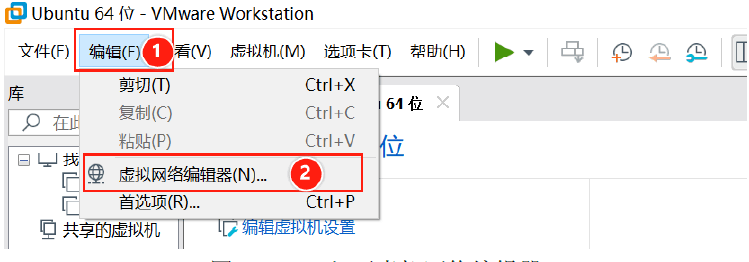 Ubuntu 64 位 - VMware Workstation
文件(F) 编辑(F) 1 看(V) 虚拟机(M) 选项卡(T) 帮助(H)
库
剪切(T) Ctrl+X
64 位
复制(C) Ctrl+C
在此
粘贴(P) Ctrl+V
位
虚拟网络编辑器(N)... 2
首选项(R)... Ctrl+P
共享的虚拟机
编辑虚拟机设置